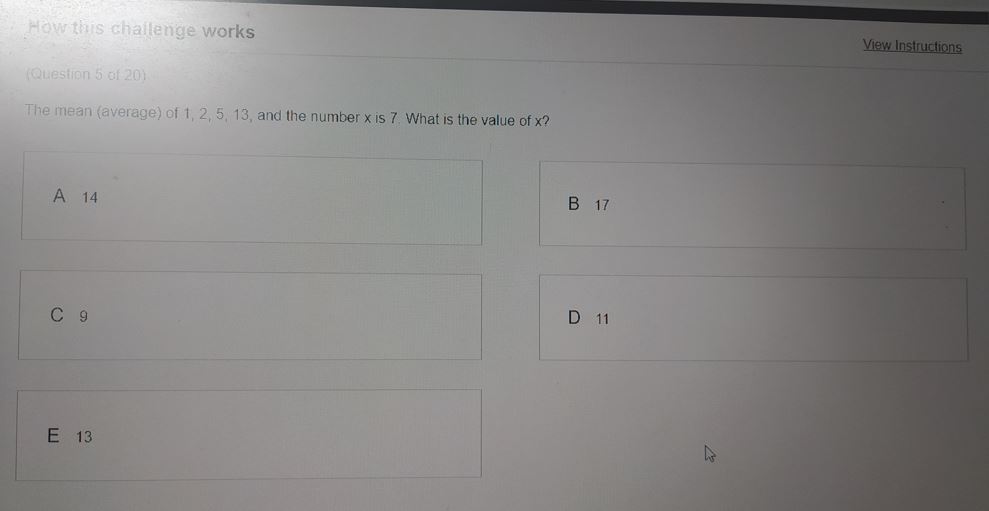 How this challenge works
View Instructions
(Question 5 of 20)
The mean (average) of 1, 2, 5, 13, and the number x is 7. What is the value of x?
A 14
B 17
C 9
D 11
E 13